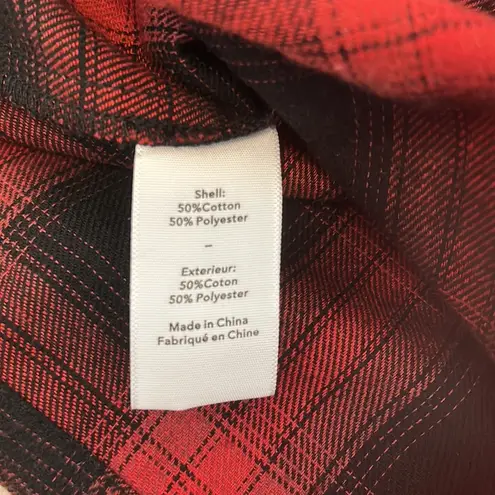 Shell:
50%Cotton
50% Polyester
–
Exterieur:
50%Coton
50% Polyester
Made in China
Fabriqué en Chine